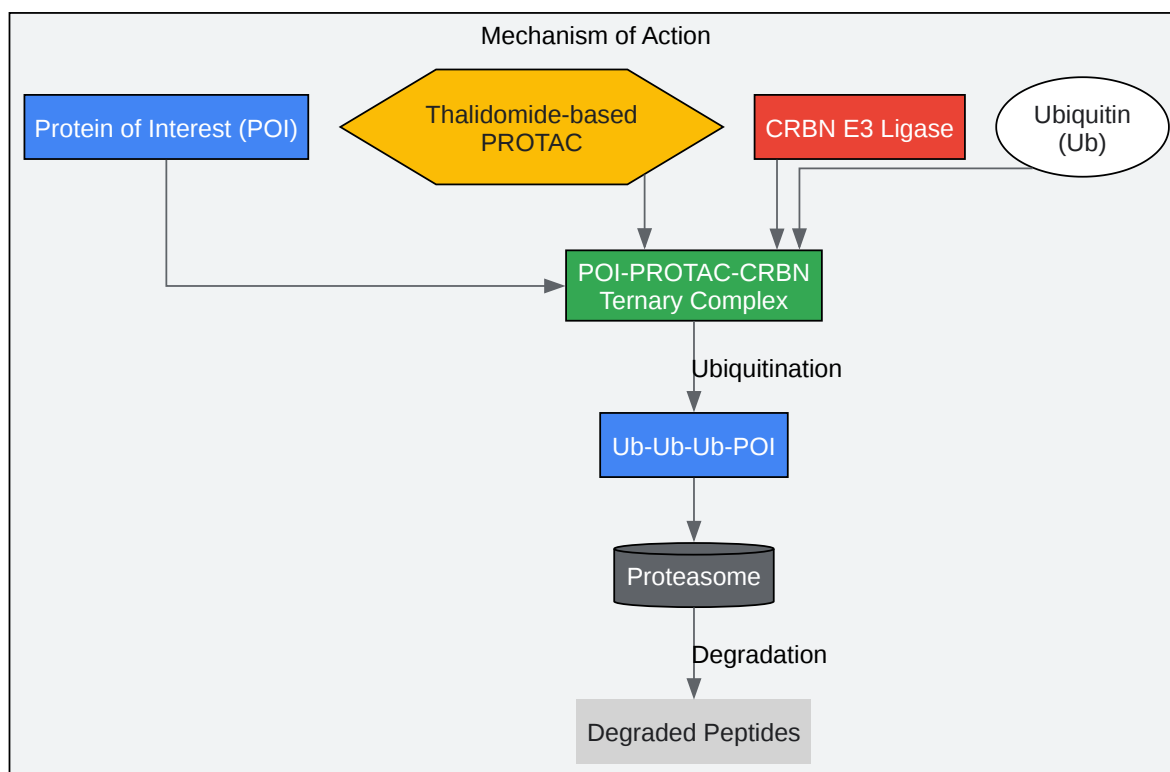 Mechanism of Action
Protein of Interest (POI)
Thalidomide-based
PROTAC
CRBN E3 Ligase
Ubiquitin
(Ub)
POI-PROTAC-CRBN
Ternary Complex
Ubiquitination
Ub-Ub-Ub-POI
Proteasome
Degradation
Degraded Peptides